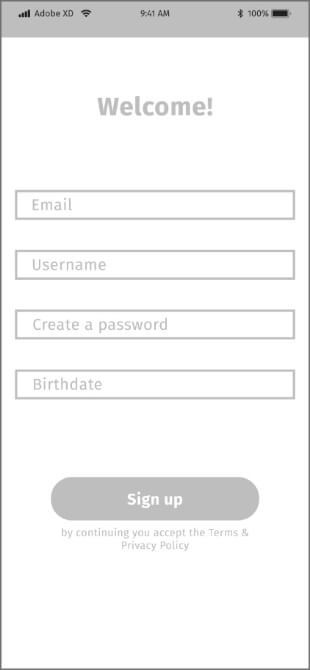 Adobe XD 9:41 AM 100%
Welcome!
Email
Username
Create a password
Birthdate
Sign up
by continuing you accept the Terms &
Privacy Policy